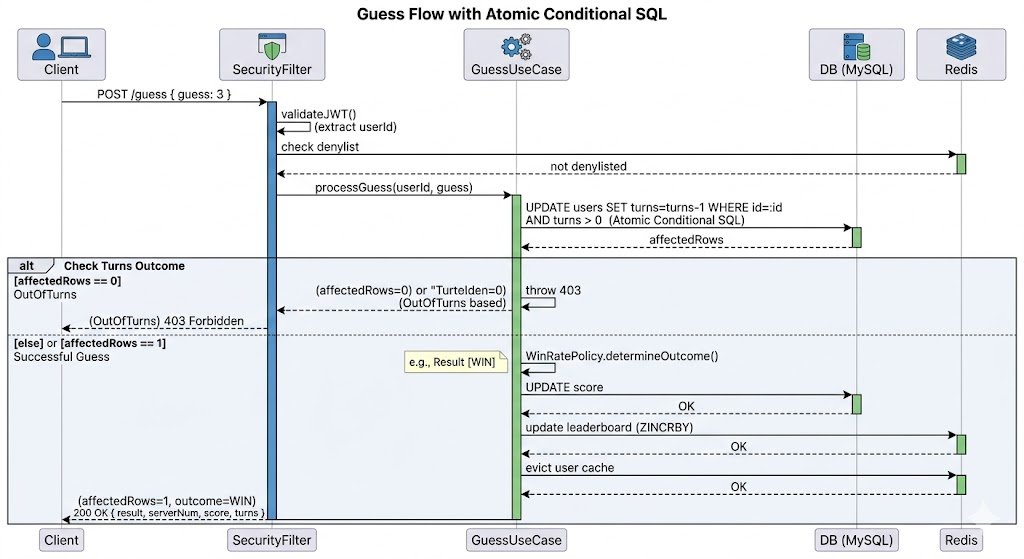 Guess Flow with Atomic Conditional SQL
Client
SecurityFilter
GuessUseCase
DB (MySQL)
Redis
POST /guess { guess: 3 }
validateJWT()
(extract userId)
check denylist
not denylisted
processGuess(userId, guess)
UPDATE users SET turns=turns-1 WHERE id=:id
AND turns > 0 (Atomic Conditional SQL)
affectedRows
alt
Check Turns Outcome
[affectedRows == 0]
OutOfTurns
(affectedRows=0) or "TurteIden=0)
(OutOfTurns based)
throw 403
(OutOfTurns) 403 Forbidden
[else] or [affectedRows == 1]
Successful Guess
e.g., Result [WIN]
WinRatePolicy.determineOutcome()
UPDATE score
OK
update leaderboard (ZINCRBY)
OK
evict user cache
OK
(affectedRows=1, outcome=WIN)
200 OK { result, serverNum, score, turns }
Client
SecurityFilter
GuessUseCase
DB (MySQL)
Redis